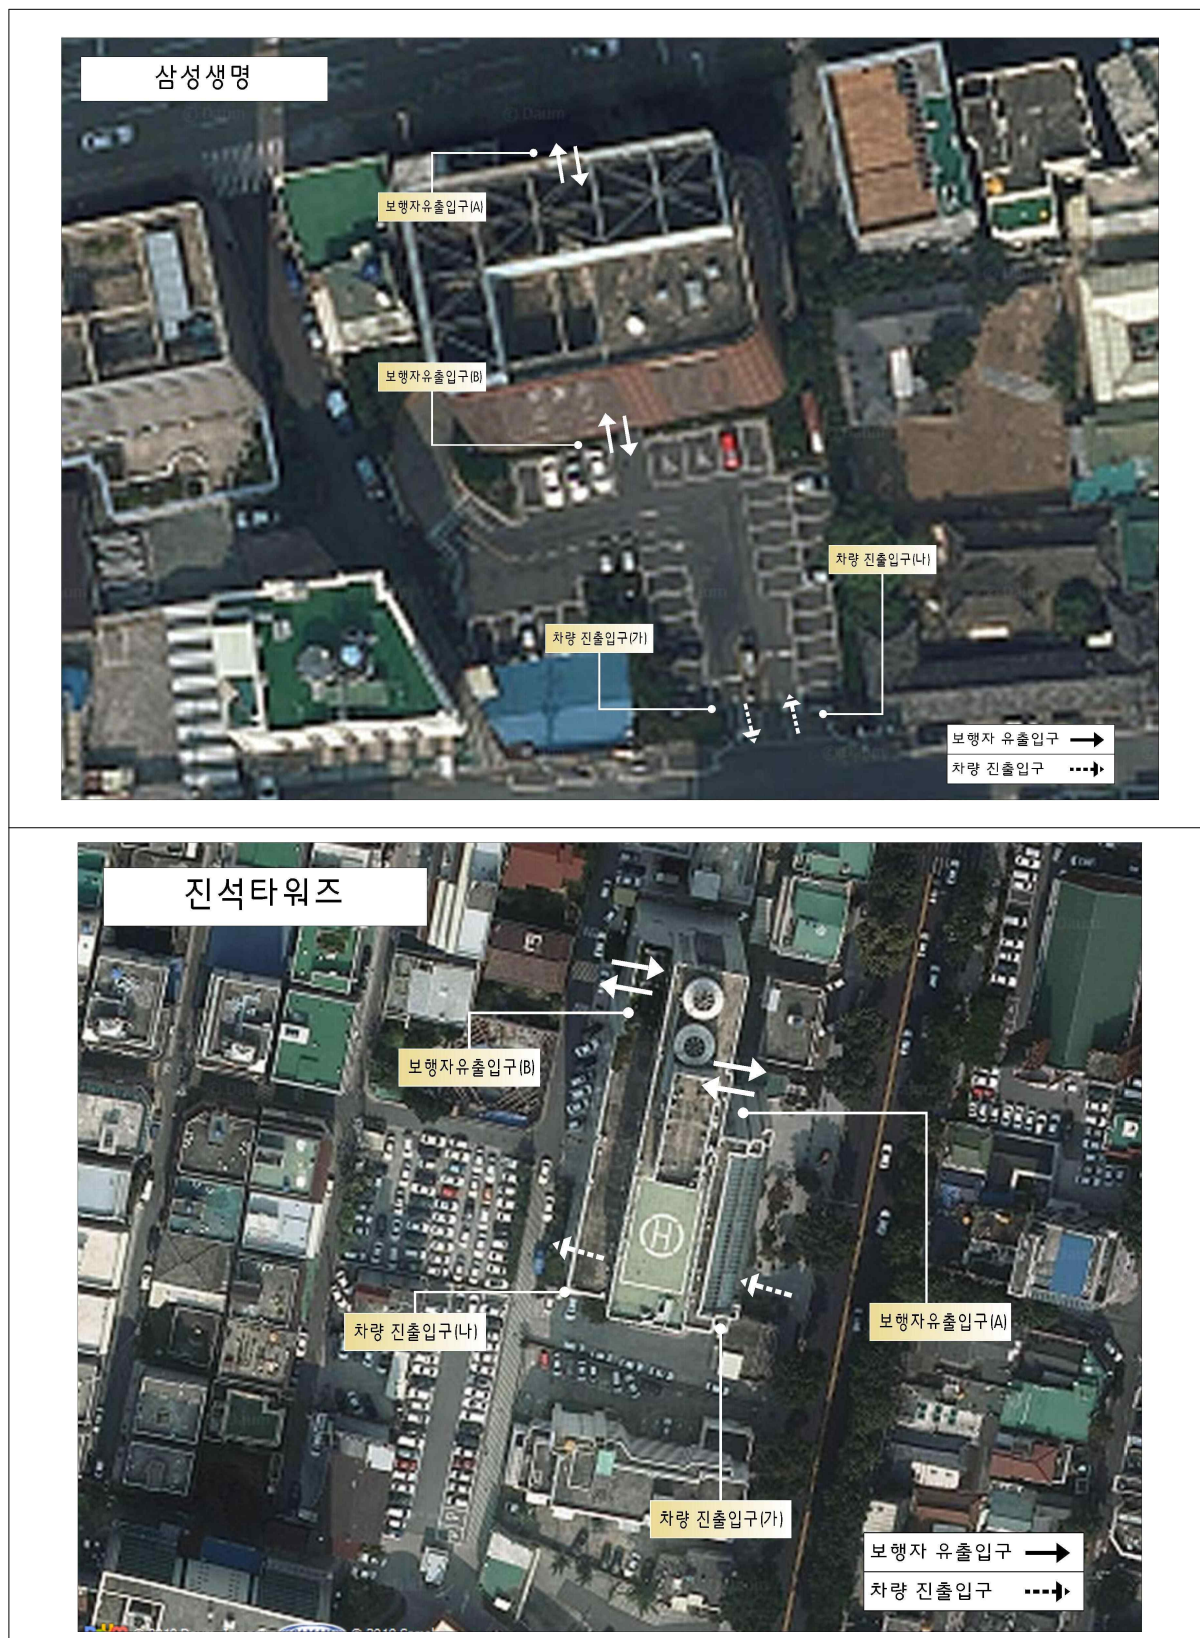 삼성생명
© Daum
© Daum
보행자유출입구(A)
보행자유출입구(B)
차량 진출입구(나)
차량 진출입구(가)
보행자 유출입구
차량 진출입구
진석타워즈
보행자유출입구(B)
H
보행자유출입구(A)
차량 진출입구(나)
차량 진출입구(가)
보행자 유출입구
차량 진출입구